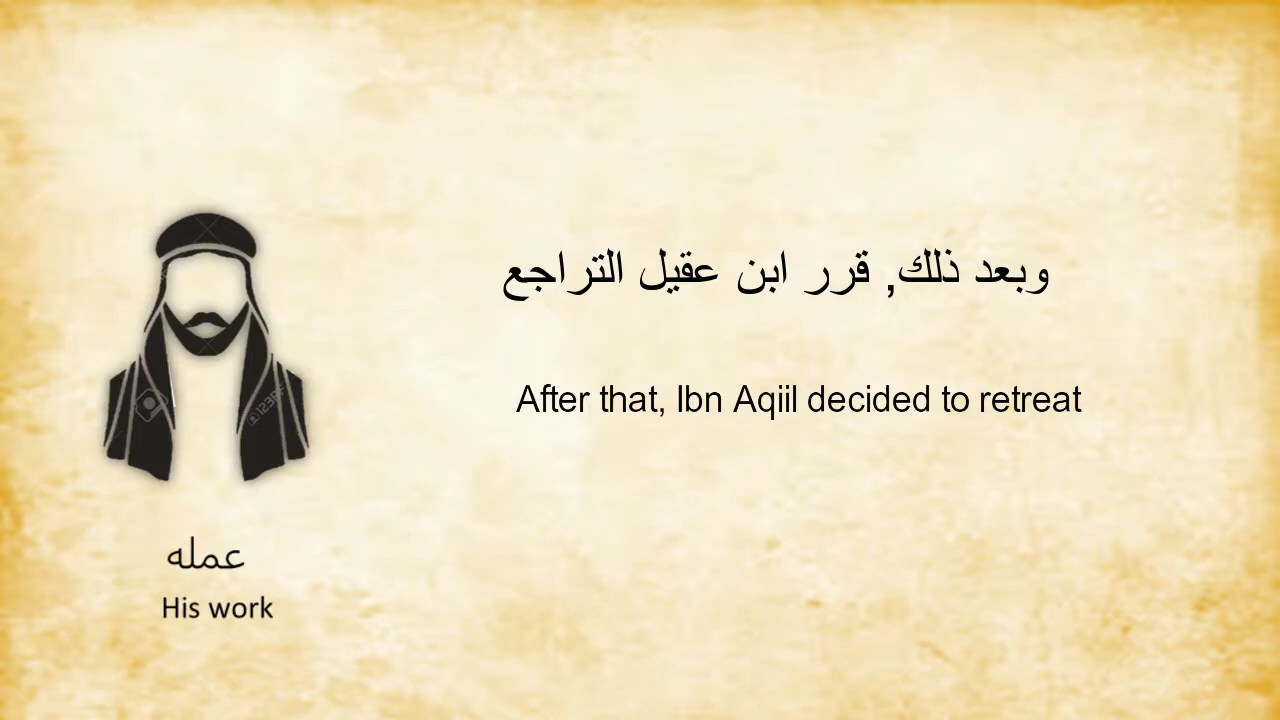 وبعد ذلك, قرر ابن عقيل التراجع
After that, Ibn Aqiil decided to retreat
عمله
His work